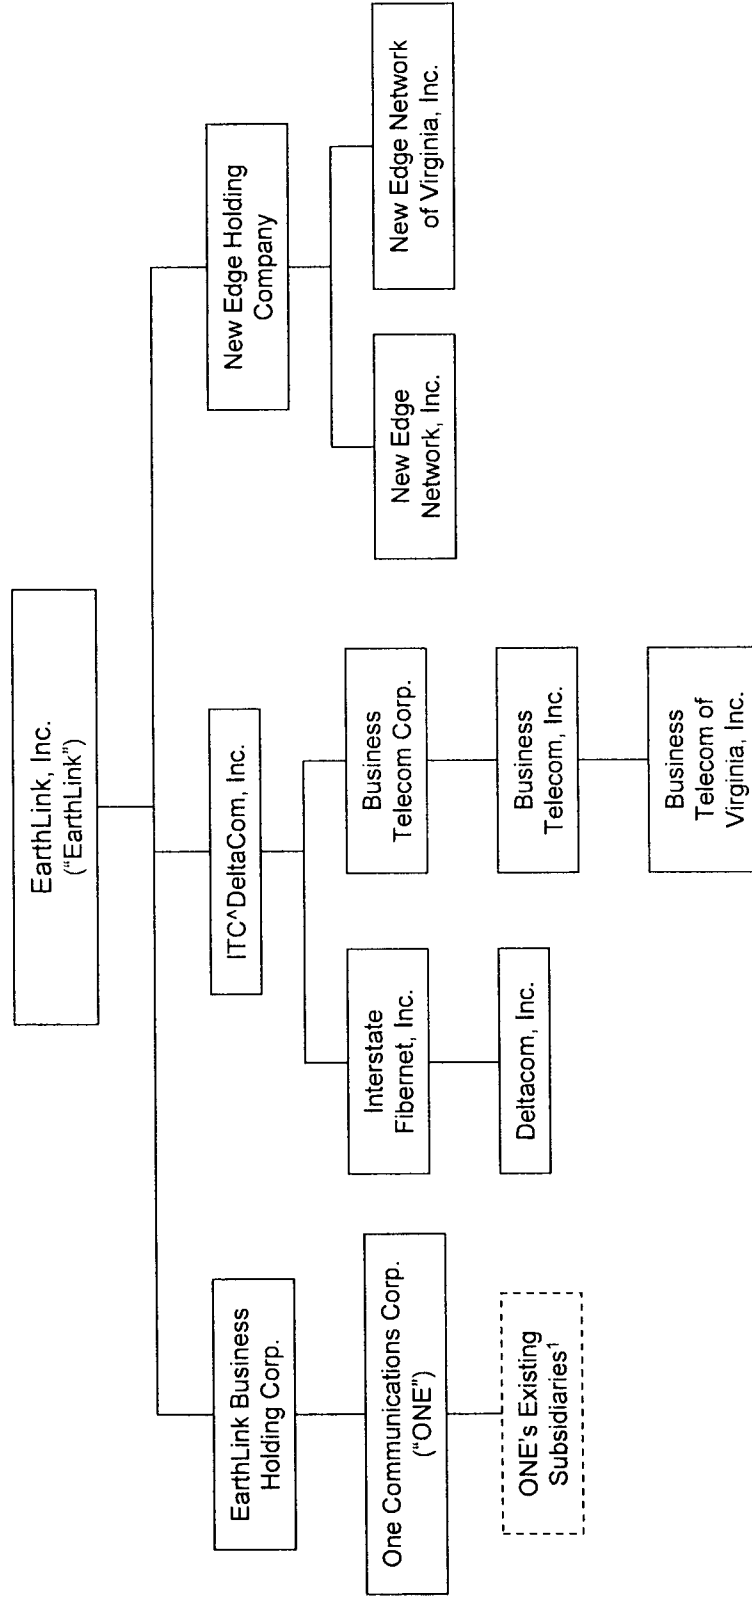 EarthLink, Inc.
("EarthLink")
EarthLink Business
Holding Corp.
One Communications Corp.
("ONE")
ONE's Existing
Subsidiaries¹
ITC^DeltaCom, Inc.
Interstate
Fibernet, Inc.
Deltacom, Inc.
Business
Telecom Corp.
Business
Telecom, Inc.
Business
Telecom of
Virginia, Inc.
New Edge Holding
Company
New Edge
Network, Inc.
New Edge Network
of Virginia, Inc.